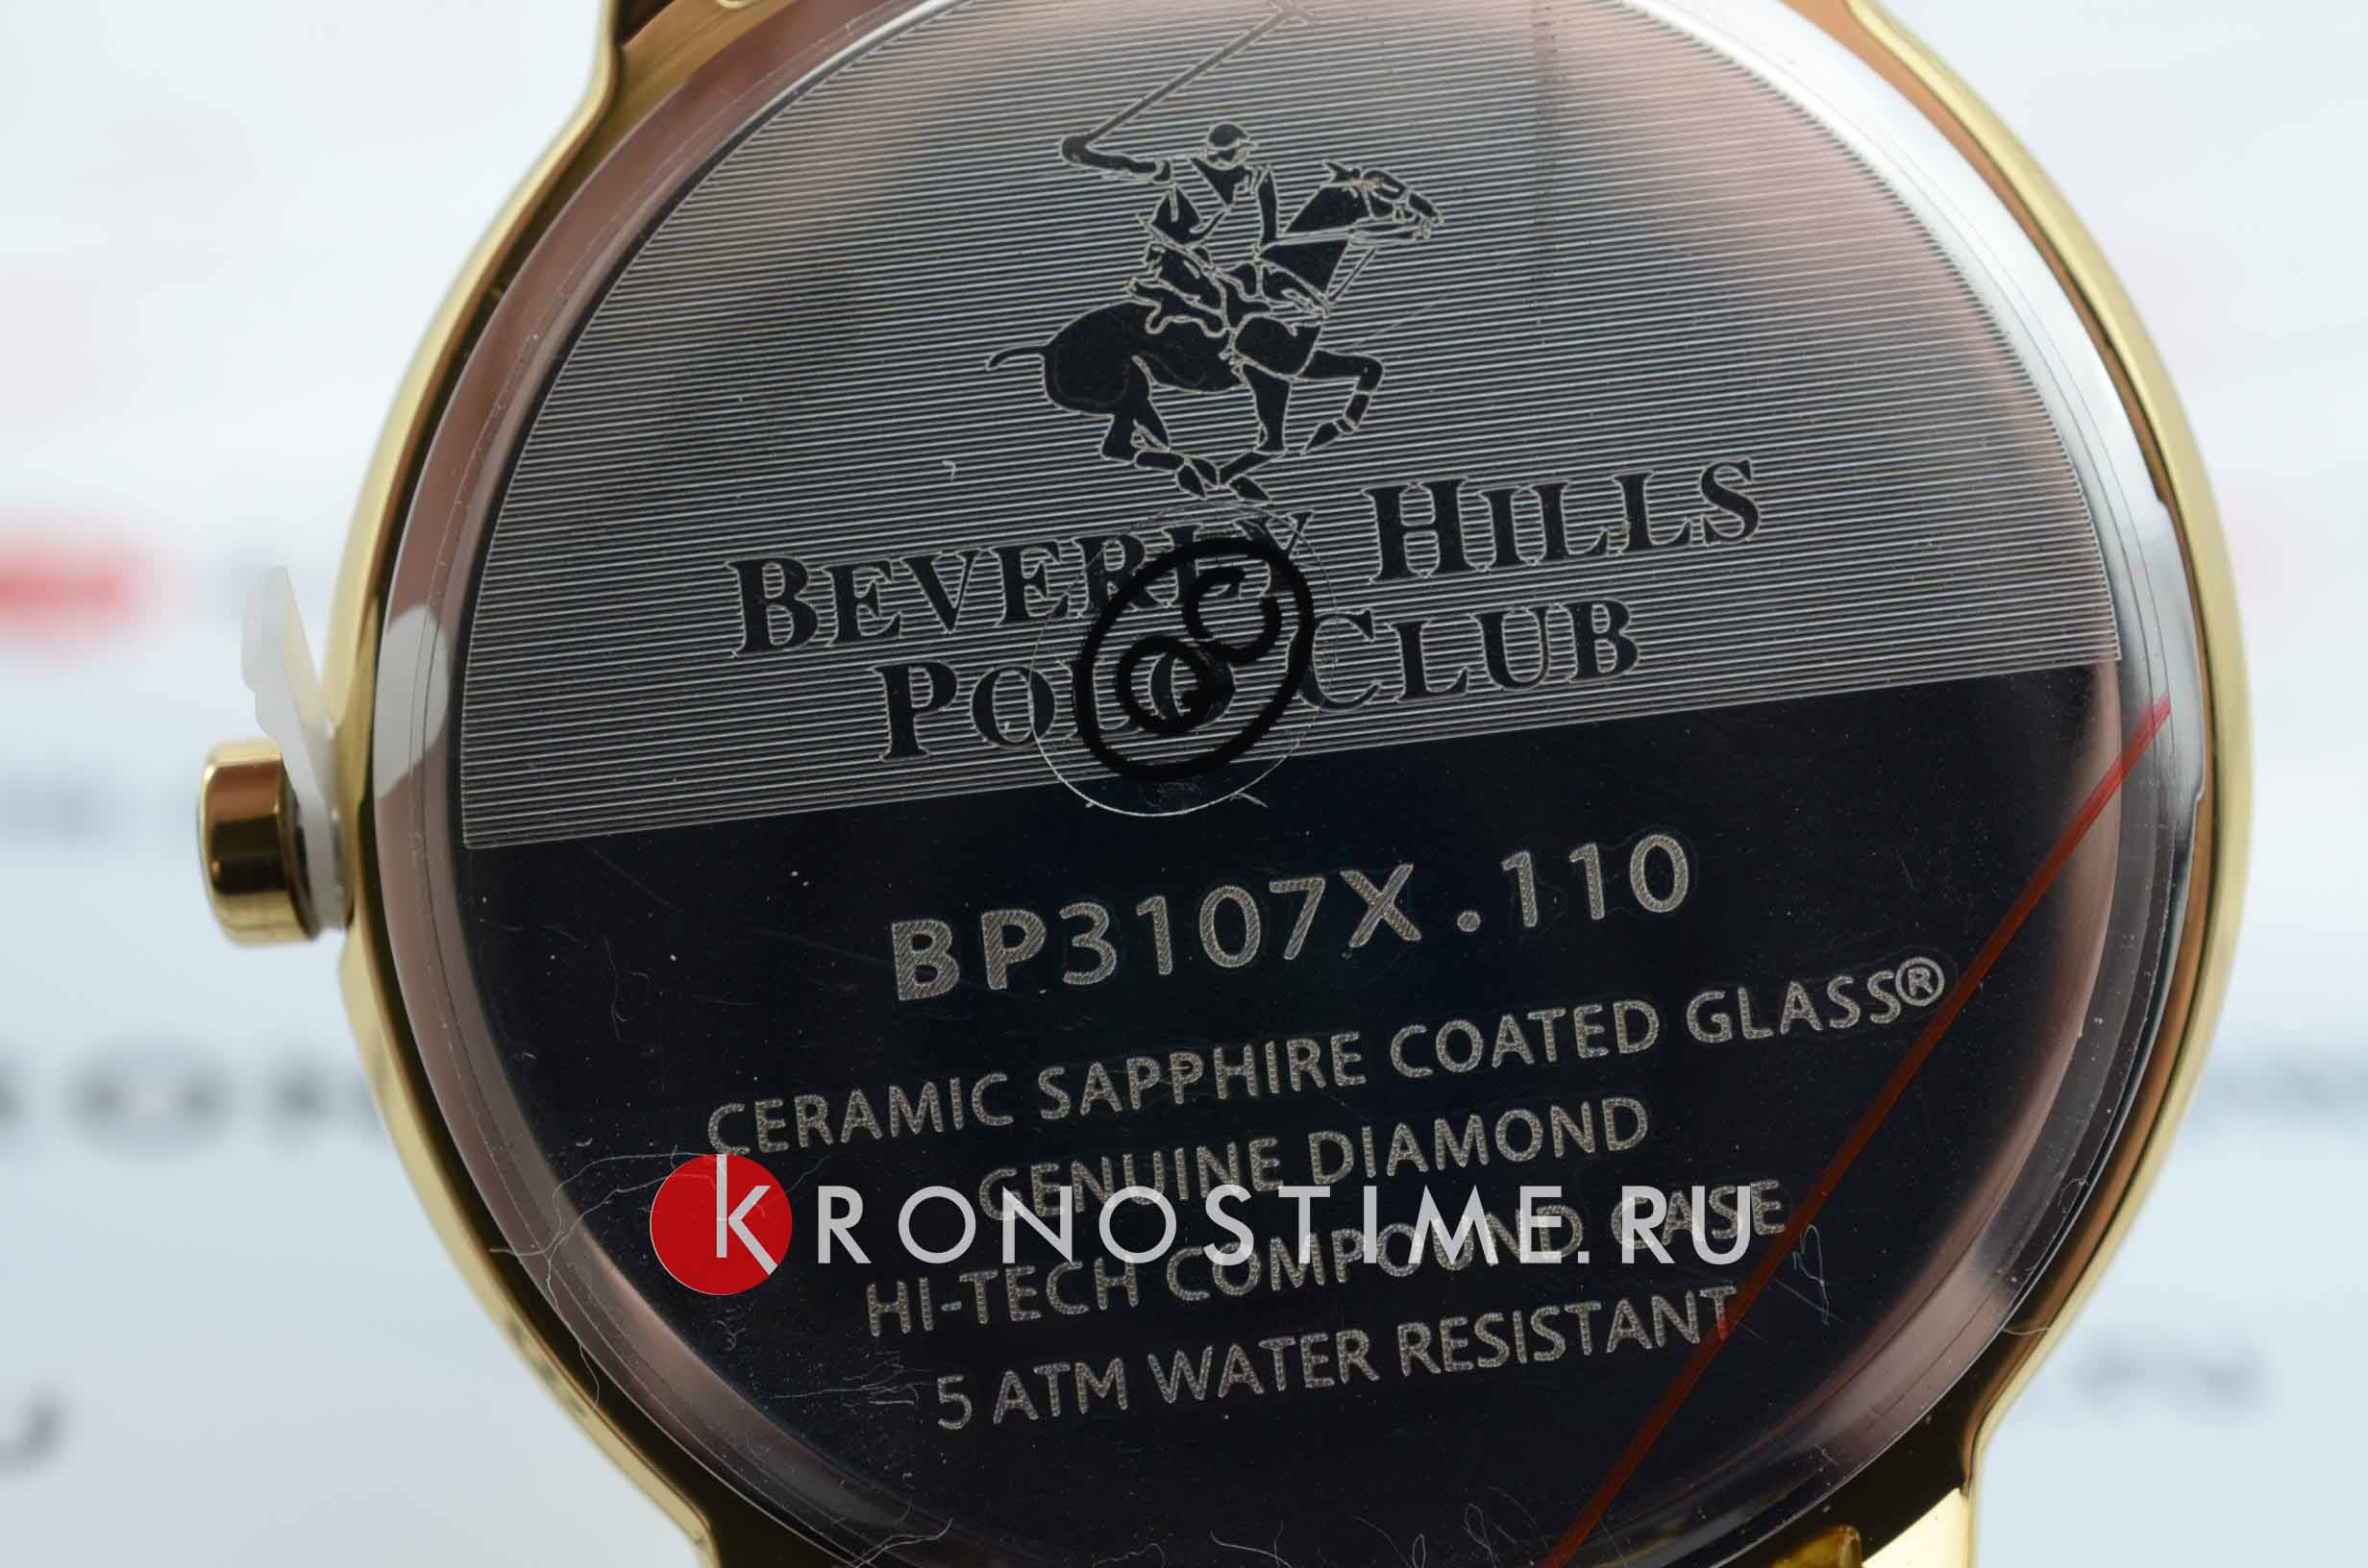 BEVERLY HILLS
POLO CLUB
QC
BP3107X.110
CERAMIC SAPPHIRE COATED GLASS®
GENUINE DIAMOND
KRONOSTIME.RU
HI-TECH COMPOUND CASE
5 ATM WATER RESISTANT